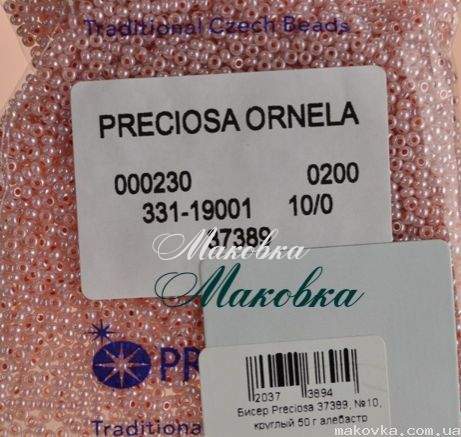 Traditional Czech Beads
PRECIOSA ORNELA
000230 0200
331-19001 10/0
37389
Маковка
Маковка
PR
2037 3894
Бисер Preciosa 37389, №10,
круглый 50 г алебастр
Traditiona
makovka.com.ua